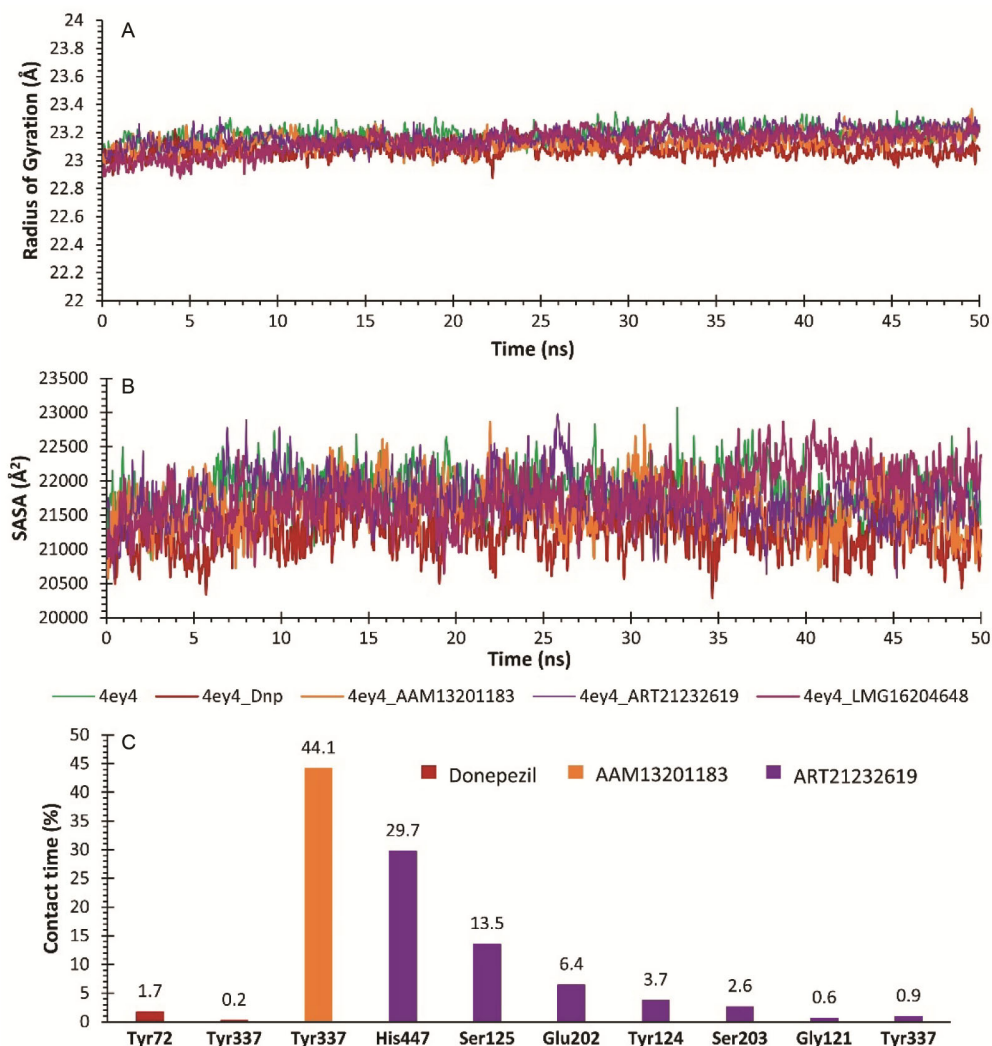 A
Radius of Gyration (Å)
24
23.8
23.6
23.4
23.2
23
22.8
22.6
22.4
22.2
22
0 5 10 15 20 25 30 35 40 45 50
Time (ns)
B
SASA (Å²)
23500
23000
22500
22000
21500
21000
20500
20000
0 5 10 15 20 25 30 35 40 45 50
Time (ns)
4ey4 4ey4_Dnp 4ey4_AAM13201183 4ey4_ART21232619 4ey4_LMG16204648
C
Contact time (%)
50
45
40
35
30
25
20
15
10
5
0
Donepezil AAM13201183 ART21232619
1.7 0.2 44.1 29.7 13.5 6.4 3.7 2.6 0.6 0.9
Tyr72 Tyr337 Tyr337 His447 Ser125 Glu202 Tyr124 Ser203 Gly121 Tyr337